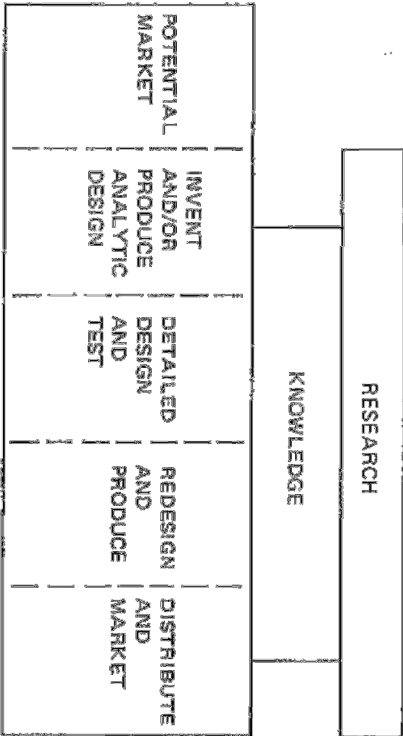 RESEARCH
KNOWLEDGE
POTENTIAL
MARKET
INVENT
AND/OR
PRODUCE
ANALYTIC
DESIGN
DETAILED
DESIGN
AND
TEST
REDESIGN
AND
PRODUCE
DISTRIBUTE
AND
MARKET